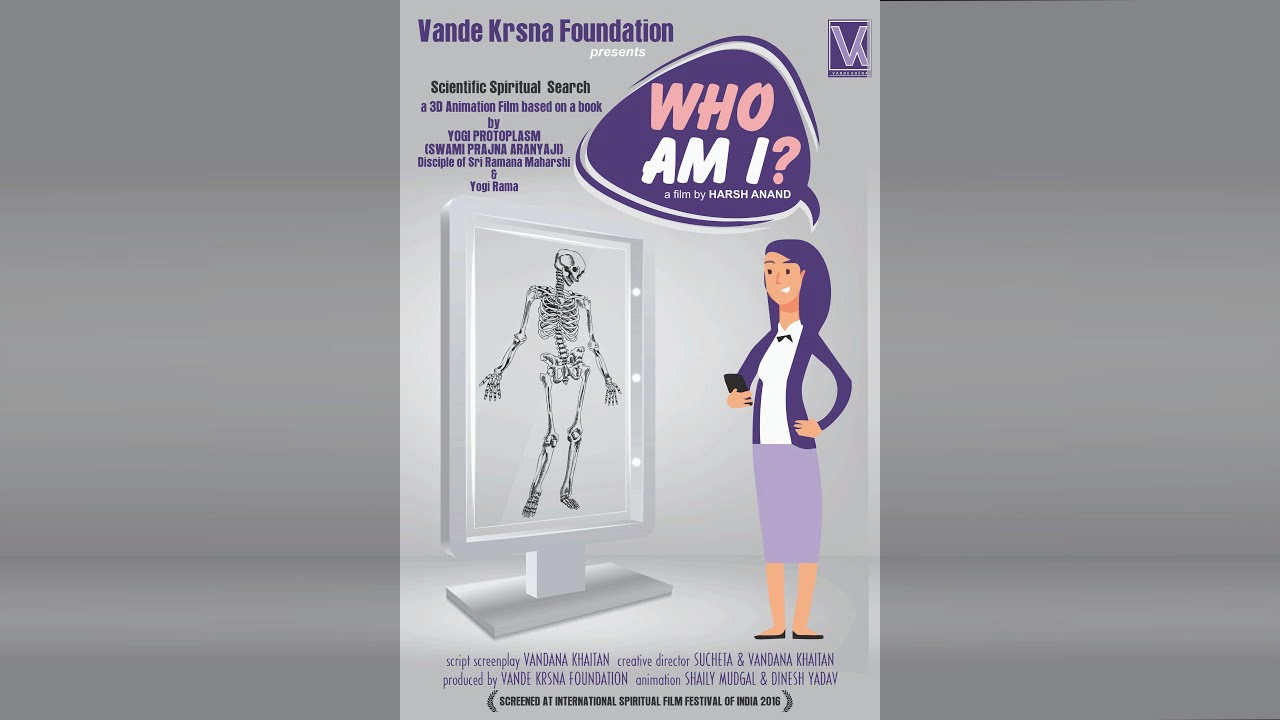 Vande Krsna Foundation
presents
VK
VANDE KRSNA
Scientific Spiritual Search
a 3D Animation Film based on a book
by
YOGI PROTOPLASM
(SWAMI PRAJNA ARANYAJI)
Disciple of Sri Ramana Maharshi
&
Yogi Rama
WHO
AM I?
a film by HARSH ANAND
script screenplay VANDANA KHAITAN creative director SUCHETA & VANDANA KHAITAN
produced by VANDE KRSNA FOUNDATION animation SHAILY MUDGAL & DINESH YADAV
SCREENED AT INTERNATIONAL SPIRITUAL FILM FESTIVAL OF INDIA 2016